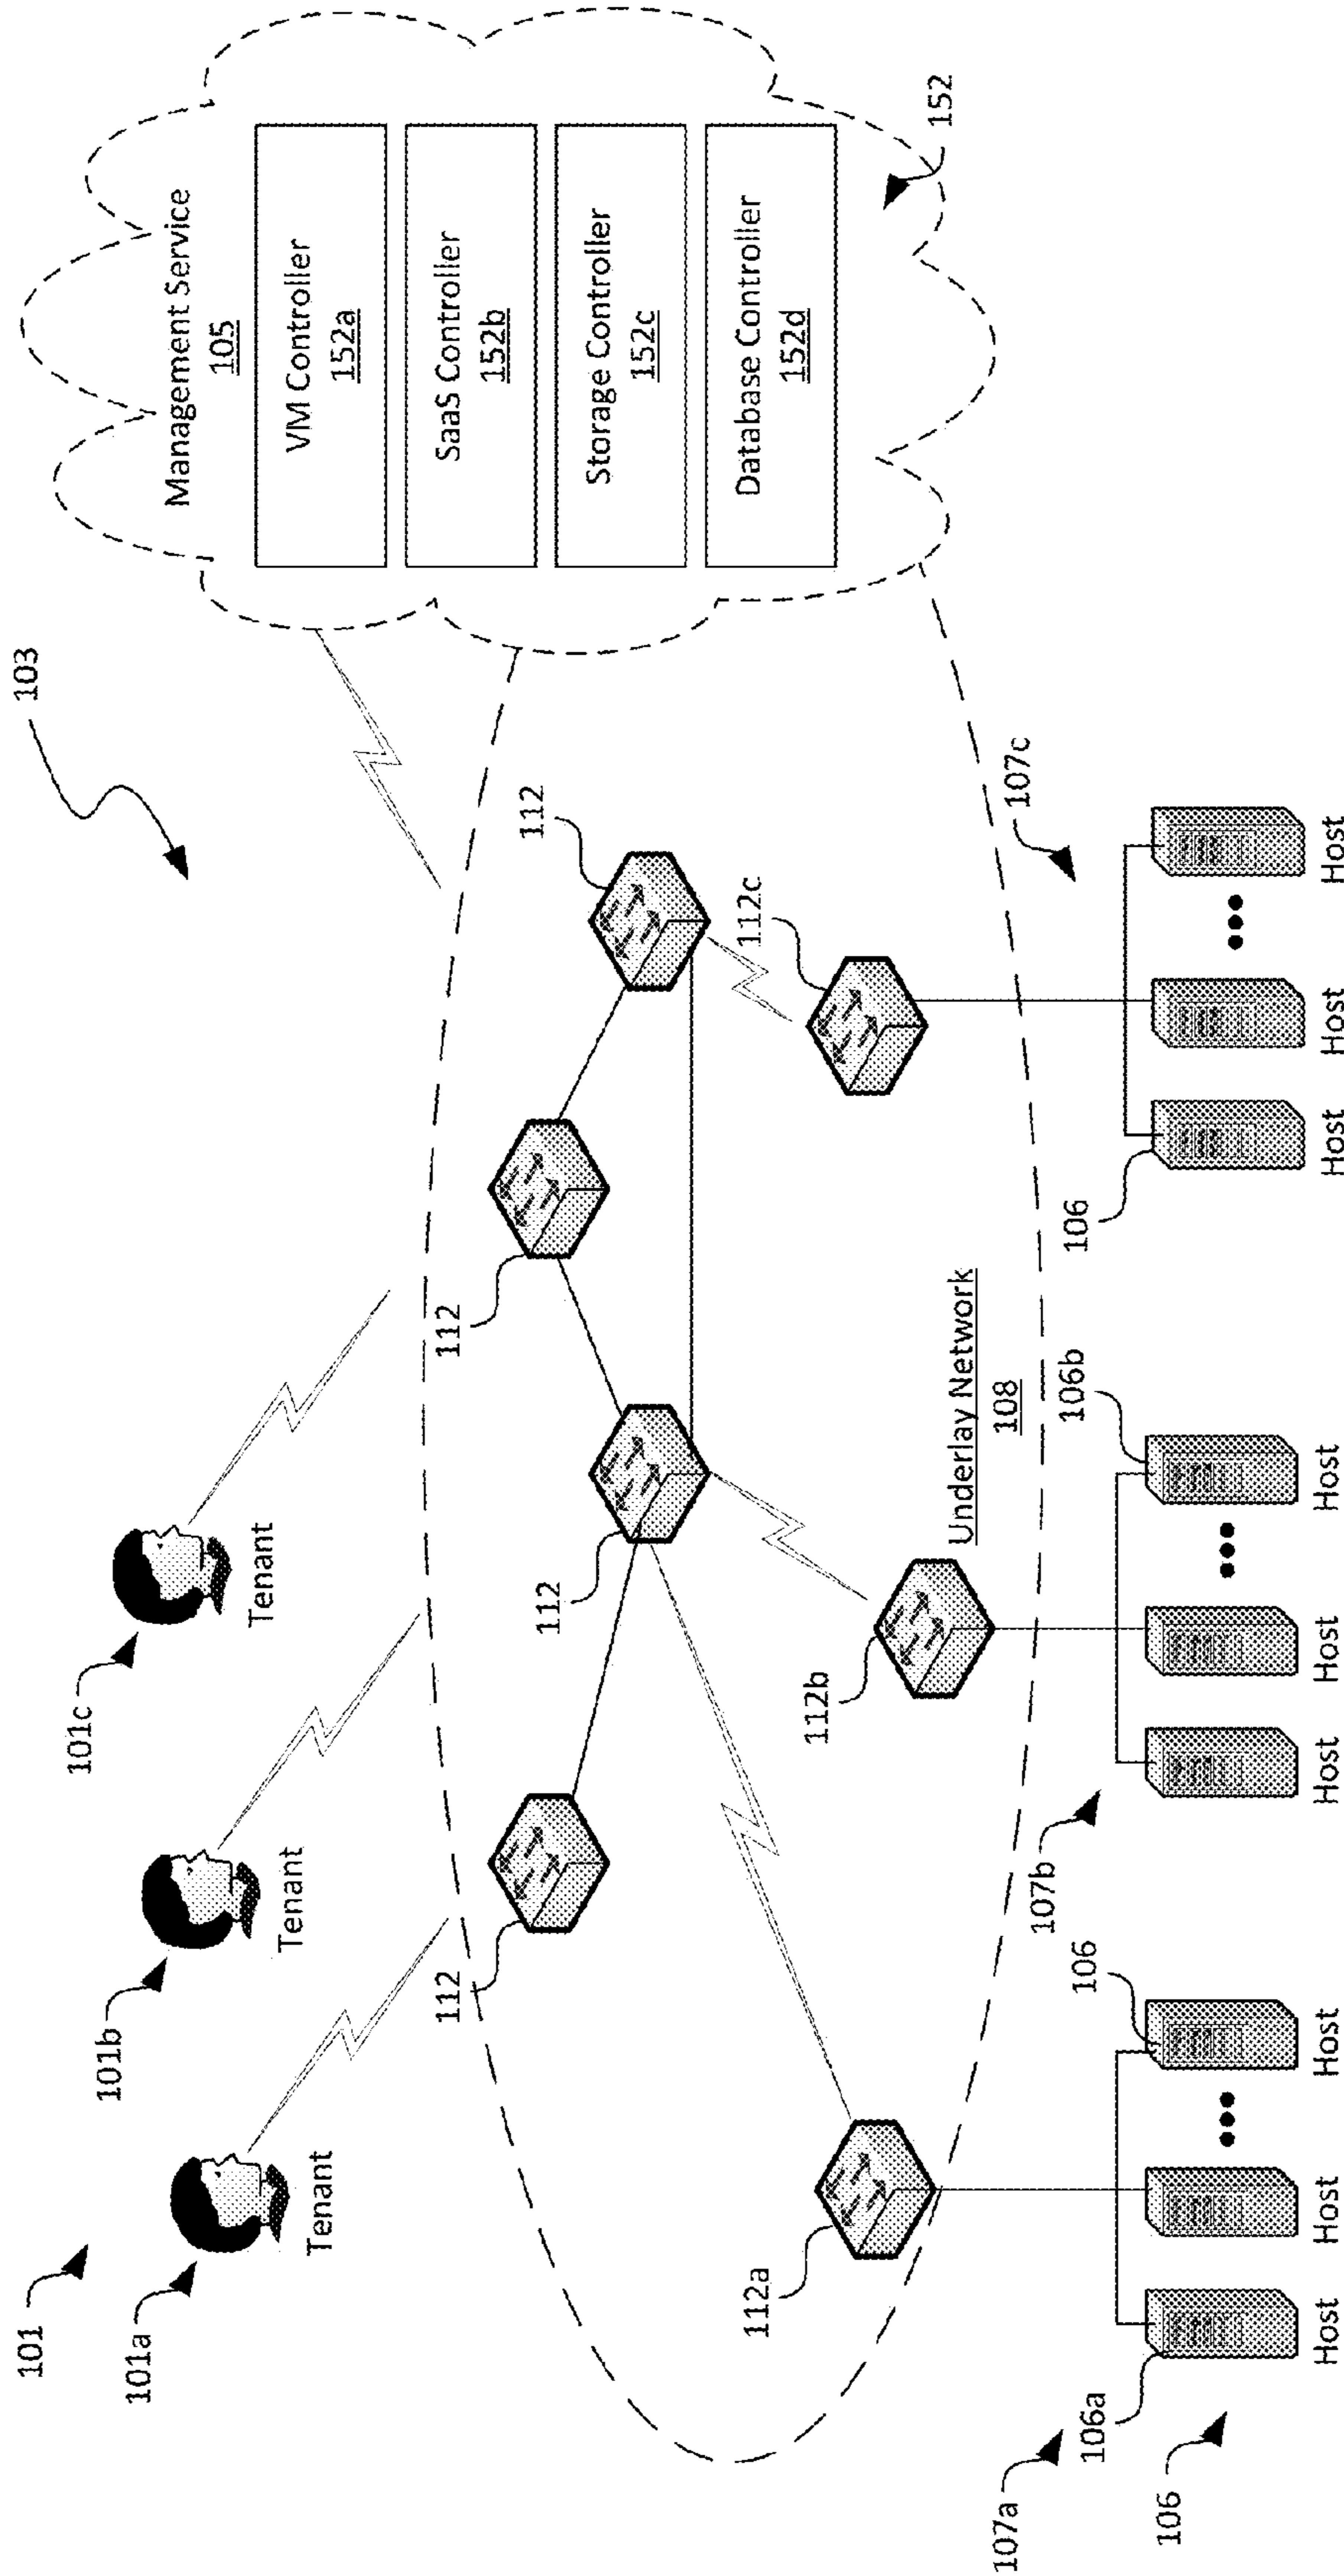 101
101a
Tenant
101b
Tenant
101c
Tenant
103
Management Service
105
VM Controller
152a
SaaS Controller
152b
Storage Controller
152c
Database Controller
152d
152
112
112
112
112
112a
112b
112c
Underlay Network
108
107a
107b
107c
106a
106
106
106b
106
Host
Host
Host
Host
Host
Host
Host
Host
Host